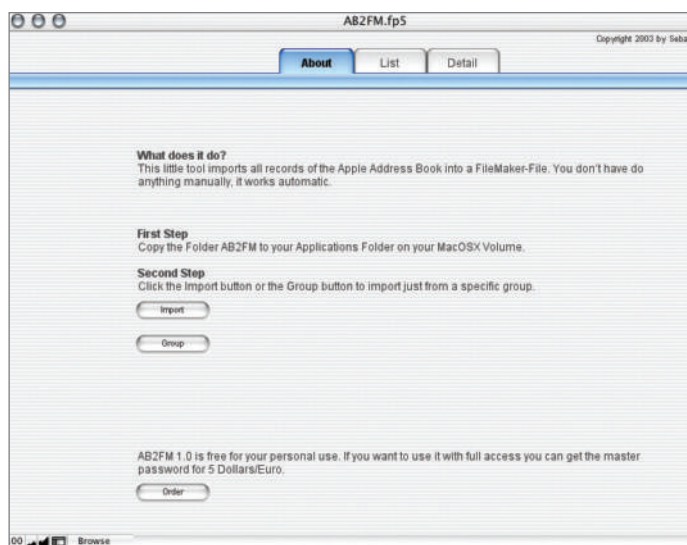 AB2FM.fp5
Copyright 2003 by Seba
About
List
Detail
What does it do?
This little tool imports all records of the Apple Address Book into a FileMaker-File. You don't have do
anything manually, it works automatic.
First Step
Copy the Folder AB2FM to your Applications Folder on your MacOSX Volume.
Second Step
Click the Import button or the Group button to import just from a specific group.
Import
Group
AB2FM 1.0 is free for your personal use. If you want to use it with full access you can get the master
password for 5 Dollars/Euro.
Order
00
Browse